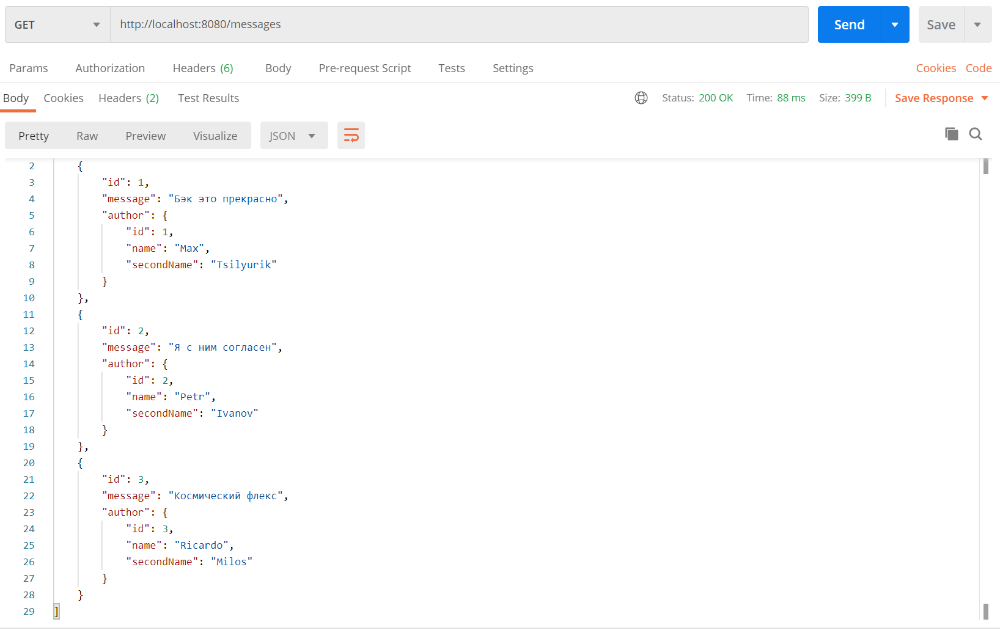 GET http://localhost:8080/messages Send Save
Params Authorization Headers (6) Body Pre-request Script Tests Settings Cookies Code
Body Cookies Headers (2) Test Results Status: 200 OK Time: 88 ms Size: 399 B Save Response
Pretty Raw Preview Visualize JSON
2 {
3 "id": 1,
4 "message": "Бэк это прекрасно",
5 "author": {
6 "id": 1,
7 "name": "Max",
8 "secondName": "Tsilyurik"
9 }
10 },
11 {
12 "id": 2,
13 "message": "Я с ним согласен",
14 "author": {
15 "id": 2,
16 "name": "Petr",
17 "secondName": "Ivanov"
18 }
19 },
20 {
21 "id": 3,
22 "message": "Космический флекс",
23 "author": {
24 "id": 3,
25 "name": "Ricardo",
26 "secondName": "Milos"
27 }
28 }
29 ]